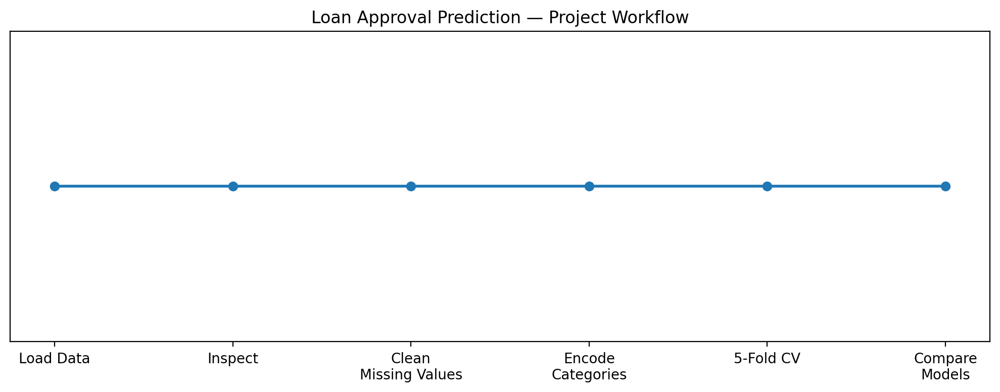 Loan Approval Prediction — Project Workflow
Load Data
Inspect
Clean
Missing Values
Encode
Categories
5-Fold CV
Compare
Models